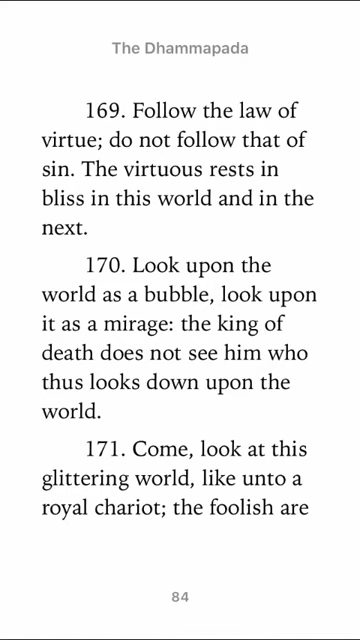 The Dhammapada
169. Follow the law of
virtue; do not follow that of
sin. The virtuous rests in
bliss in this world and in the
next.
170. Look upon the
world as a bubble, look upon
it as a mirage: the king of
death does not see him who
thus looks down upon the
world.
171. Come, look at this
glittering world, like unto a
royal chariot; the foolish are
84